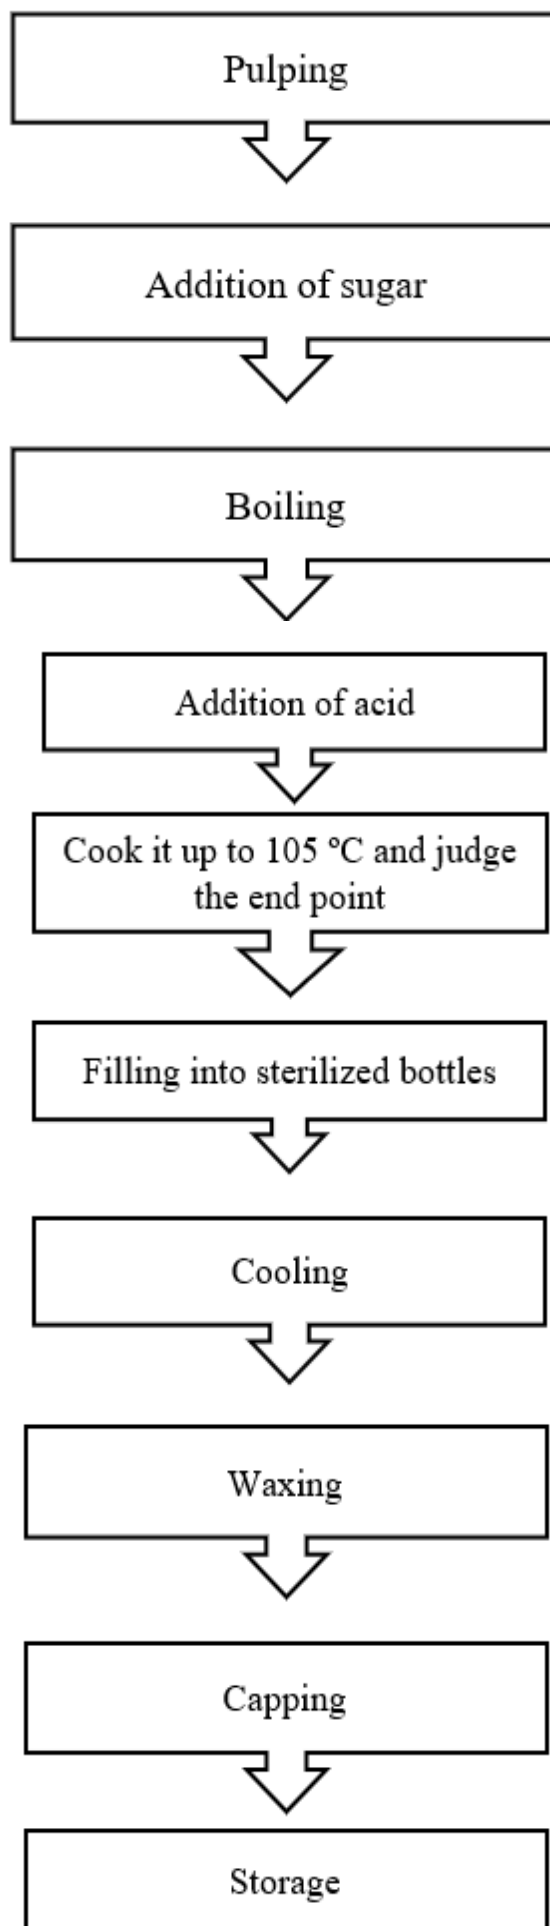 Pulping
Addition of sugar
Boiling
Addition of acid
Cook it up to 105 ºC and judge
the end point
Filling into sterilized bottles
Cooling
Waxing
Capping
Storage